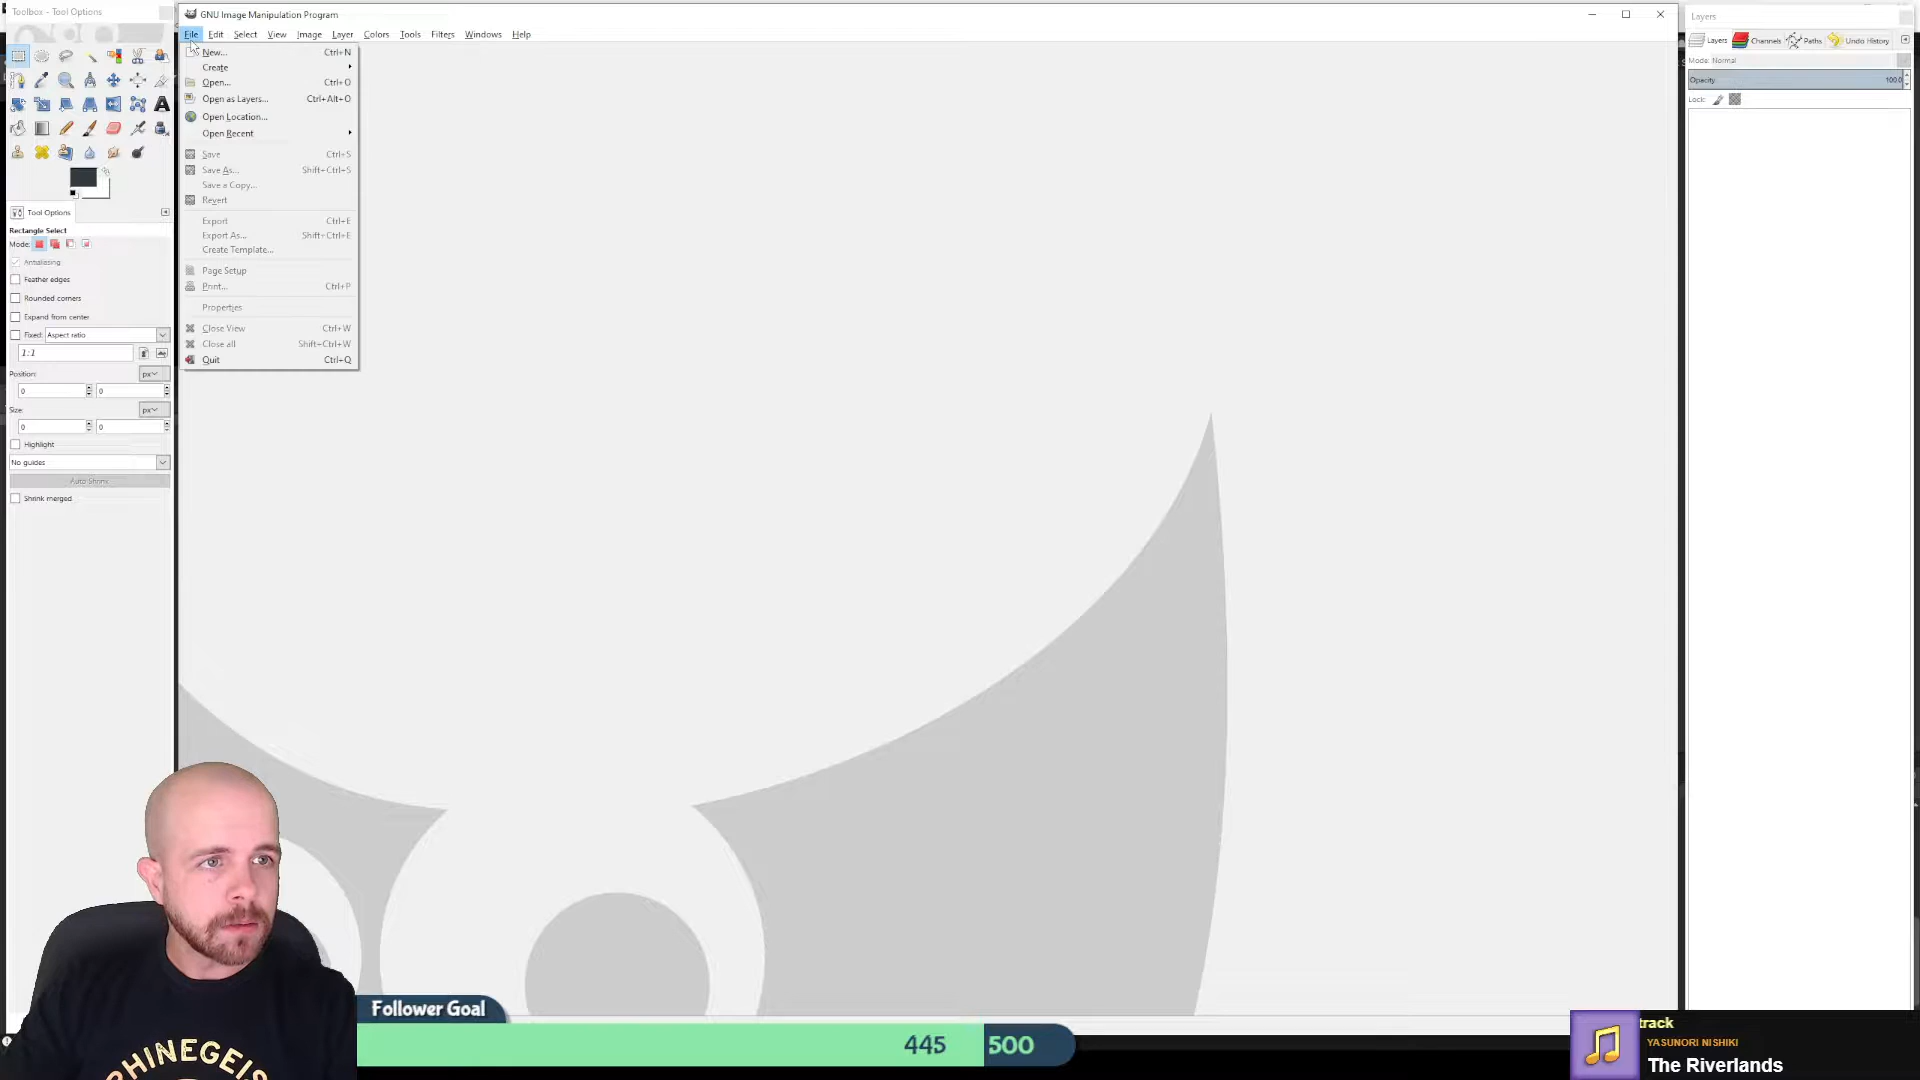 Toolbox - Tool Options
GNU Image Manipulation Program
Layers
File Edit Select View Image Layer Colors Tools Filters Windows Help
New... Ctrl+N
Create
Open... Ctrl+O
Open as Layers... Ctrl+Alt+O
Open Location...
Open Recent
Save Ctrl+S
Save As... Shift+Ctrl+S
Save a Copy...
Revert
Export Ctrl+E
Export As... Shift+Ctrl+E
Create Template...
Page Setup
Print... Ctrl+P
Properties
Close View Ctrl+W
Close all Shift+Ctrl+W
Quit Ctrl+Q
Tool Options
Rectangle Select
Mode:
Antialiasing
Feather edges
Rounded corners
Expand from center
Fixed: Aspect ratio
1:1
Position: px
0 0
Size: px
0 0
Highlight
No guides
Auto Shrink
Shrink merged
Layers Channels Paths Undo History
Mode: Normal
Opacity 100.0
Lock:
PHINEGEIS
Follower Goal
445 500
track
YASUNORI NISHIKI
The Riverlands